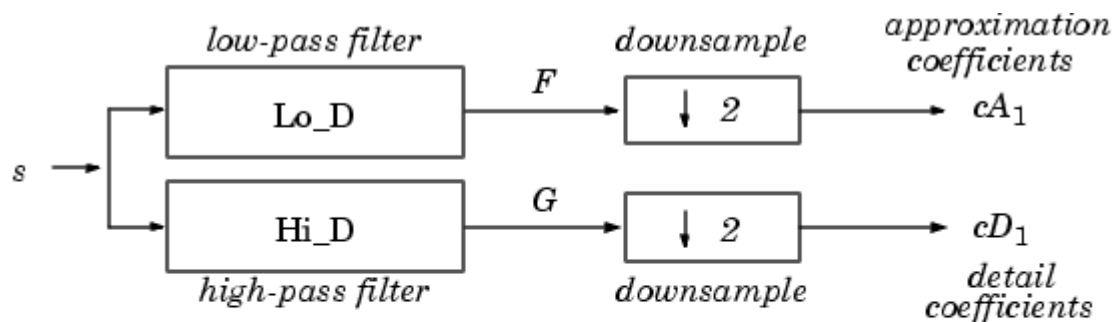 low-pass filter
downsample
approximation
coefficients
Lo_D
F
↓ 2
cA1
s
Hi_D
G
↓ 2
cD1
high-pass filter
downsample
detail
coefficients